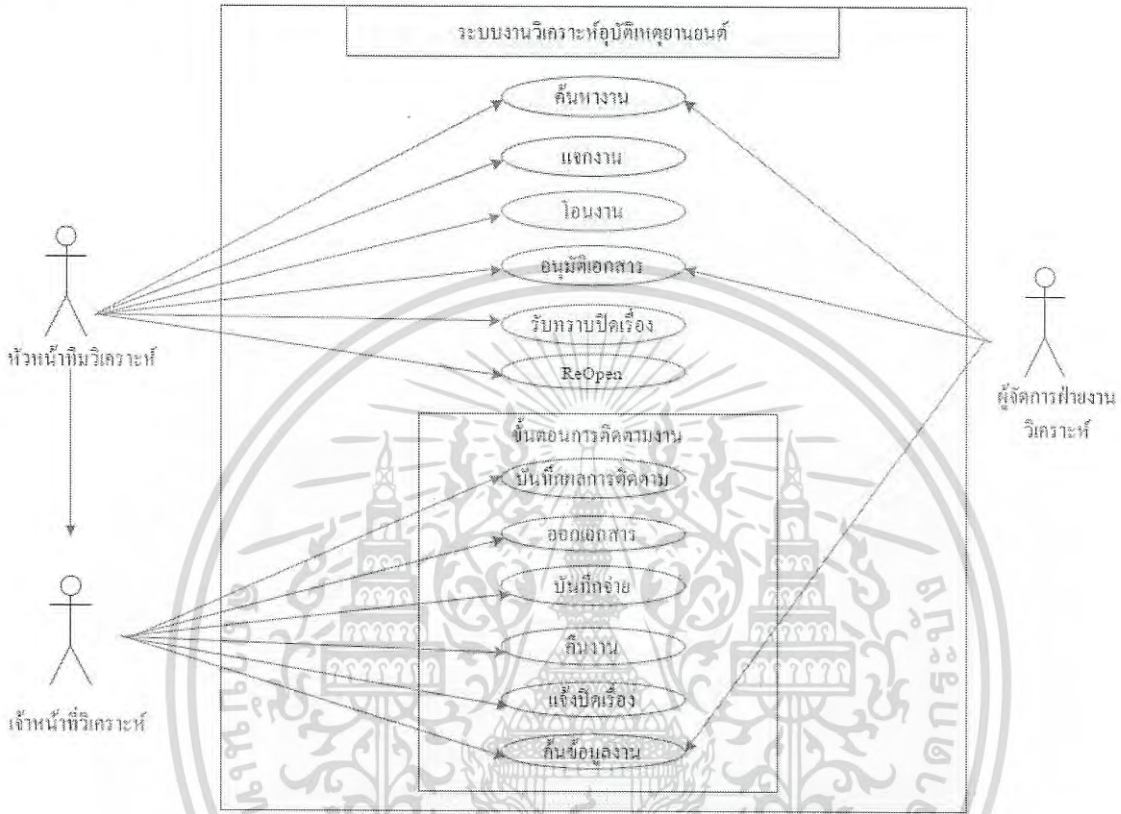 ระบบงานวิเคราะห์อุบัติเหตุยานยนต์
ค้นหางาน
แจกงาน
โอนงาน
อนุมัติเอกสาร
รับทราบปิดเรื่อง
ReOpen
หัวหน้าทีมวิเคราะห์
ผู้จัดการฝ่ายงาน
วิเคราะห์
ขั้นตอนการติดตามงาน
บันทึกผลการติดตาม
ออกเอกสาร
บันทึกจ่าย
คืนงาน
แจ้งปิดเรื่อง
ค้นข้อมูลงาน
เจ้าหน้าที่วิเคราะห์